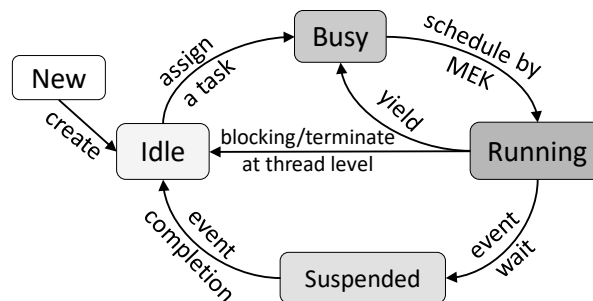 New
create
Idle
assign
a task
Busy
schedule by
MEK
yield
Running
blocking/terminate
at thread level
event
wait
Suspended
event
completion